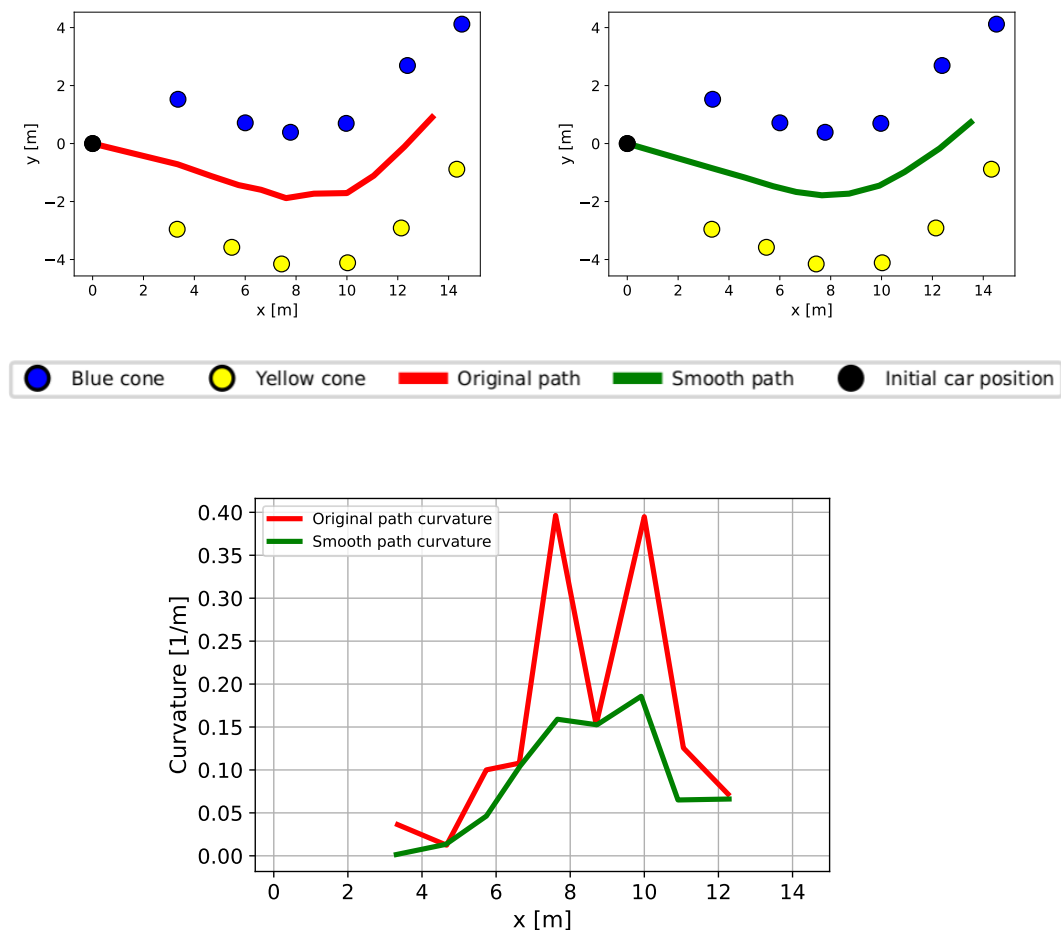 4
2
0
−2
−4
y [m]
0 2 4 6 8 10 12 14
x [m]
4
2
0
−2
−4
y [m]
0 2 4 6 8 10 12 14
x [m]
Blue cone Yellow cone Original path Smooth path Initial car position
0.40
0.35
0.30
0.25
0.20
0.15
0.10
0.05
0.00
Curvature [1/m]
Original path curvature
Smooth path curvature
0 2 4 6 8 10 12 14
x [m]